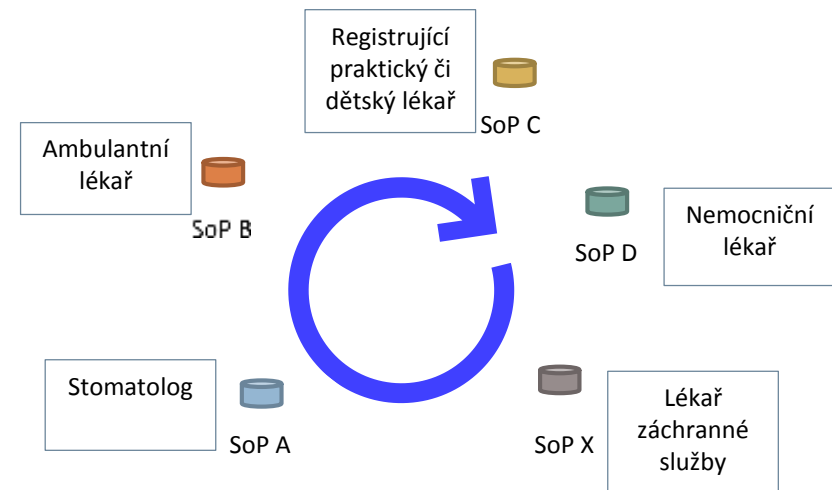 Registrující
praktický či
dětský lékař
SoP C
Ambulantní
lékař
SoP B
Nemocniční
lékař
SoP D
Stomatolog
SoP A
Lékař
záchranné
služby
SoP X